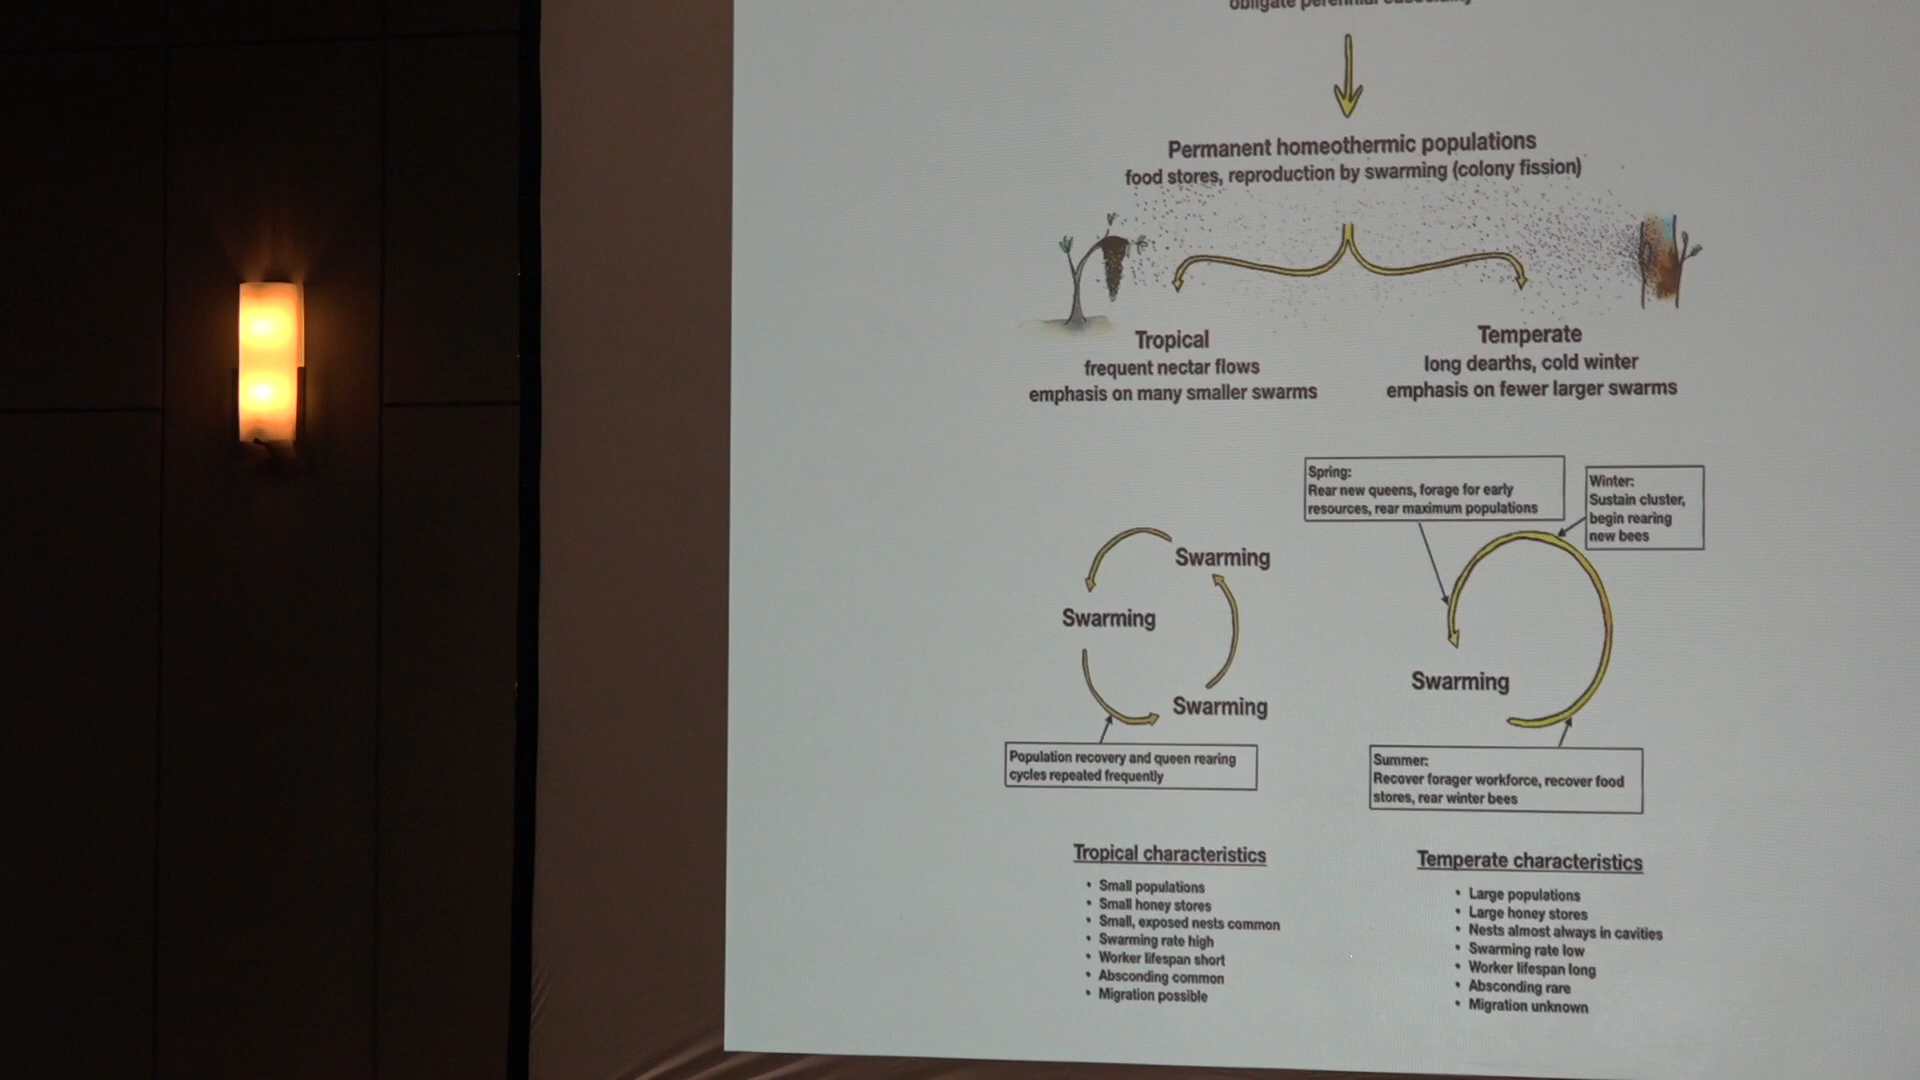 obligate perennial eusociality
Permanent homeothermic populations
food stores, reproduction by swarming (colony fission)
Tropical
frequent nectar flows
emphasis on many smaller swarms
Temperate
long dearths, cold winter
emphasis on fewer larger swarms
Swarming
Swarming
Swarming
Population recovery and queen rearing
cycles repeated frequently
Spring:
Rear new queens, forage for early
resources, rear maximum populations
Winter:
Sustain cluster,
begin rearing
new bees
Swarming
Summer:
Recover forager workforce, recover food
stores, rear winter bees
Tropical characteristics
• Small populations
• Small honey stores
• Small, exposed nests common
• Swarming rate high
• Worker lifespan short
• Absconding common
• Migration possible
Temperate characteristics
• Large populations
• Large honey stores
• Nests almost always in cavities
• Swarming rate low
• Worker lifespan long
• Absconding rare
• Migration unknown